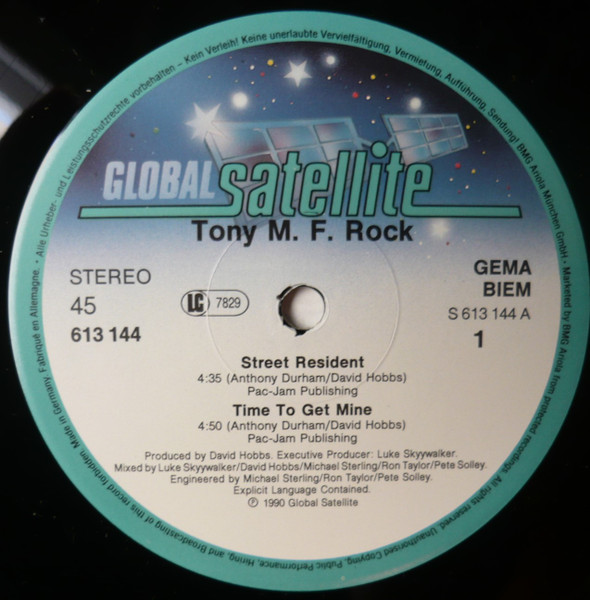 Alle Urheber- und Leistungsschutzrechte vorbehalten – Kein Verleih! Keine unerlaubte Vervielfältigung, Vermietung, Aufführung, Sendung! BMG Ariola München GmbH · Marketed by BMG Ariola
All rights reserved. Unauthorised Copying, Public Performance, Hiring, and Broadcasting of this record forbidden. Made in Germany. Fabriqué en Allemagne. ·
GLOBAL satellite
Tony M. F. Rock
STEREO
45
613 144
LC 7829
GEMA
BIEM
S 613 144 A
1
Street Resident
4:35 (Anthony Durham/David Hobbs)
Pac-Jam Publishing
Time To Get Mine
4:50 (Anthony Durham/David Hobbs)
Pac-Jam Publishing
Produced by David Hobbs. Executive Producer: Luke Skyywalker.
Mixed by Luke Skyywalker/David Hobbs/Michael Sterling/Ron Taylor/Pete Solley.
Engineered by Michael Sterling/Ron Taylor/Pete Solley.
Explicit Language Contained.
℗ 1990 Global Satellite